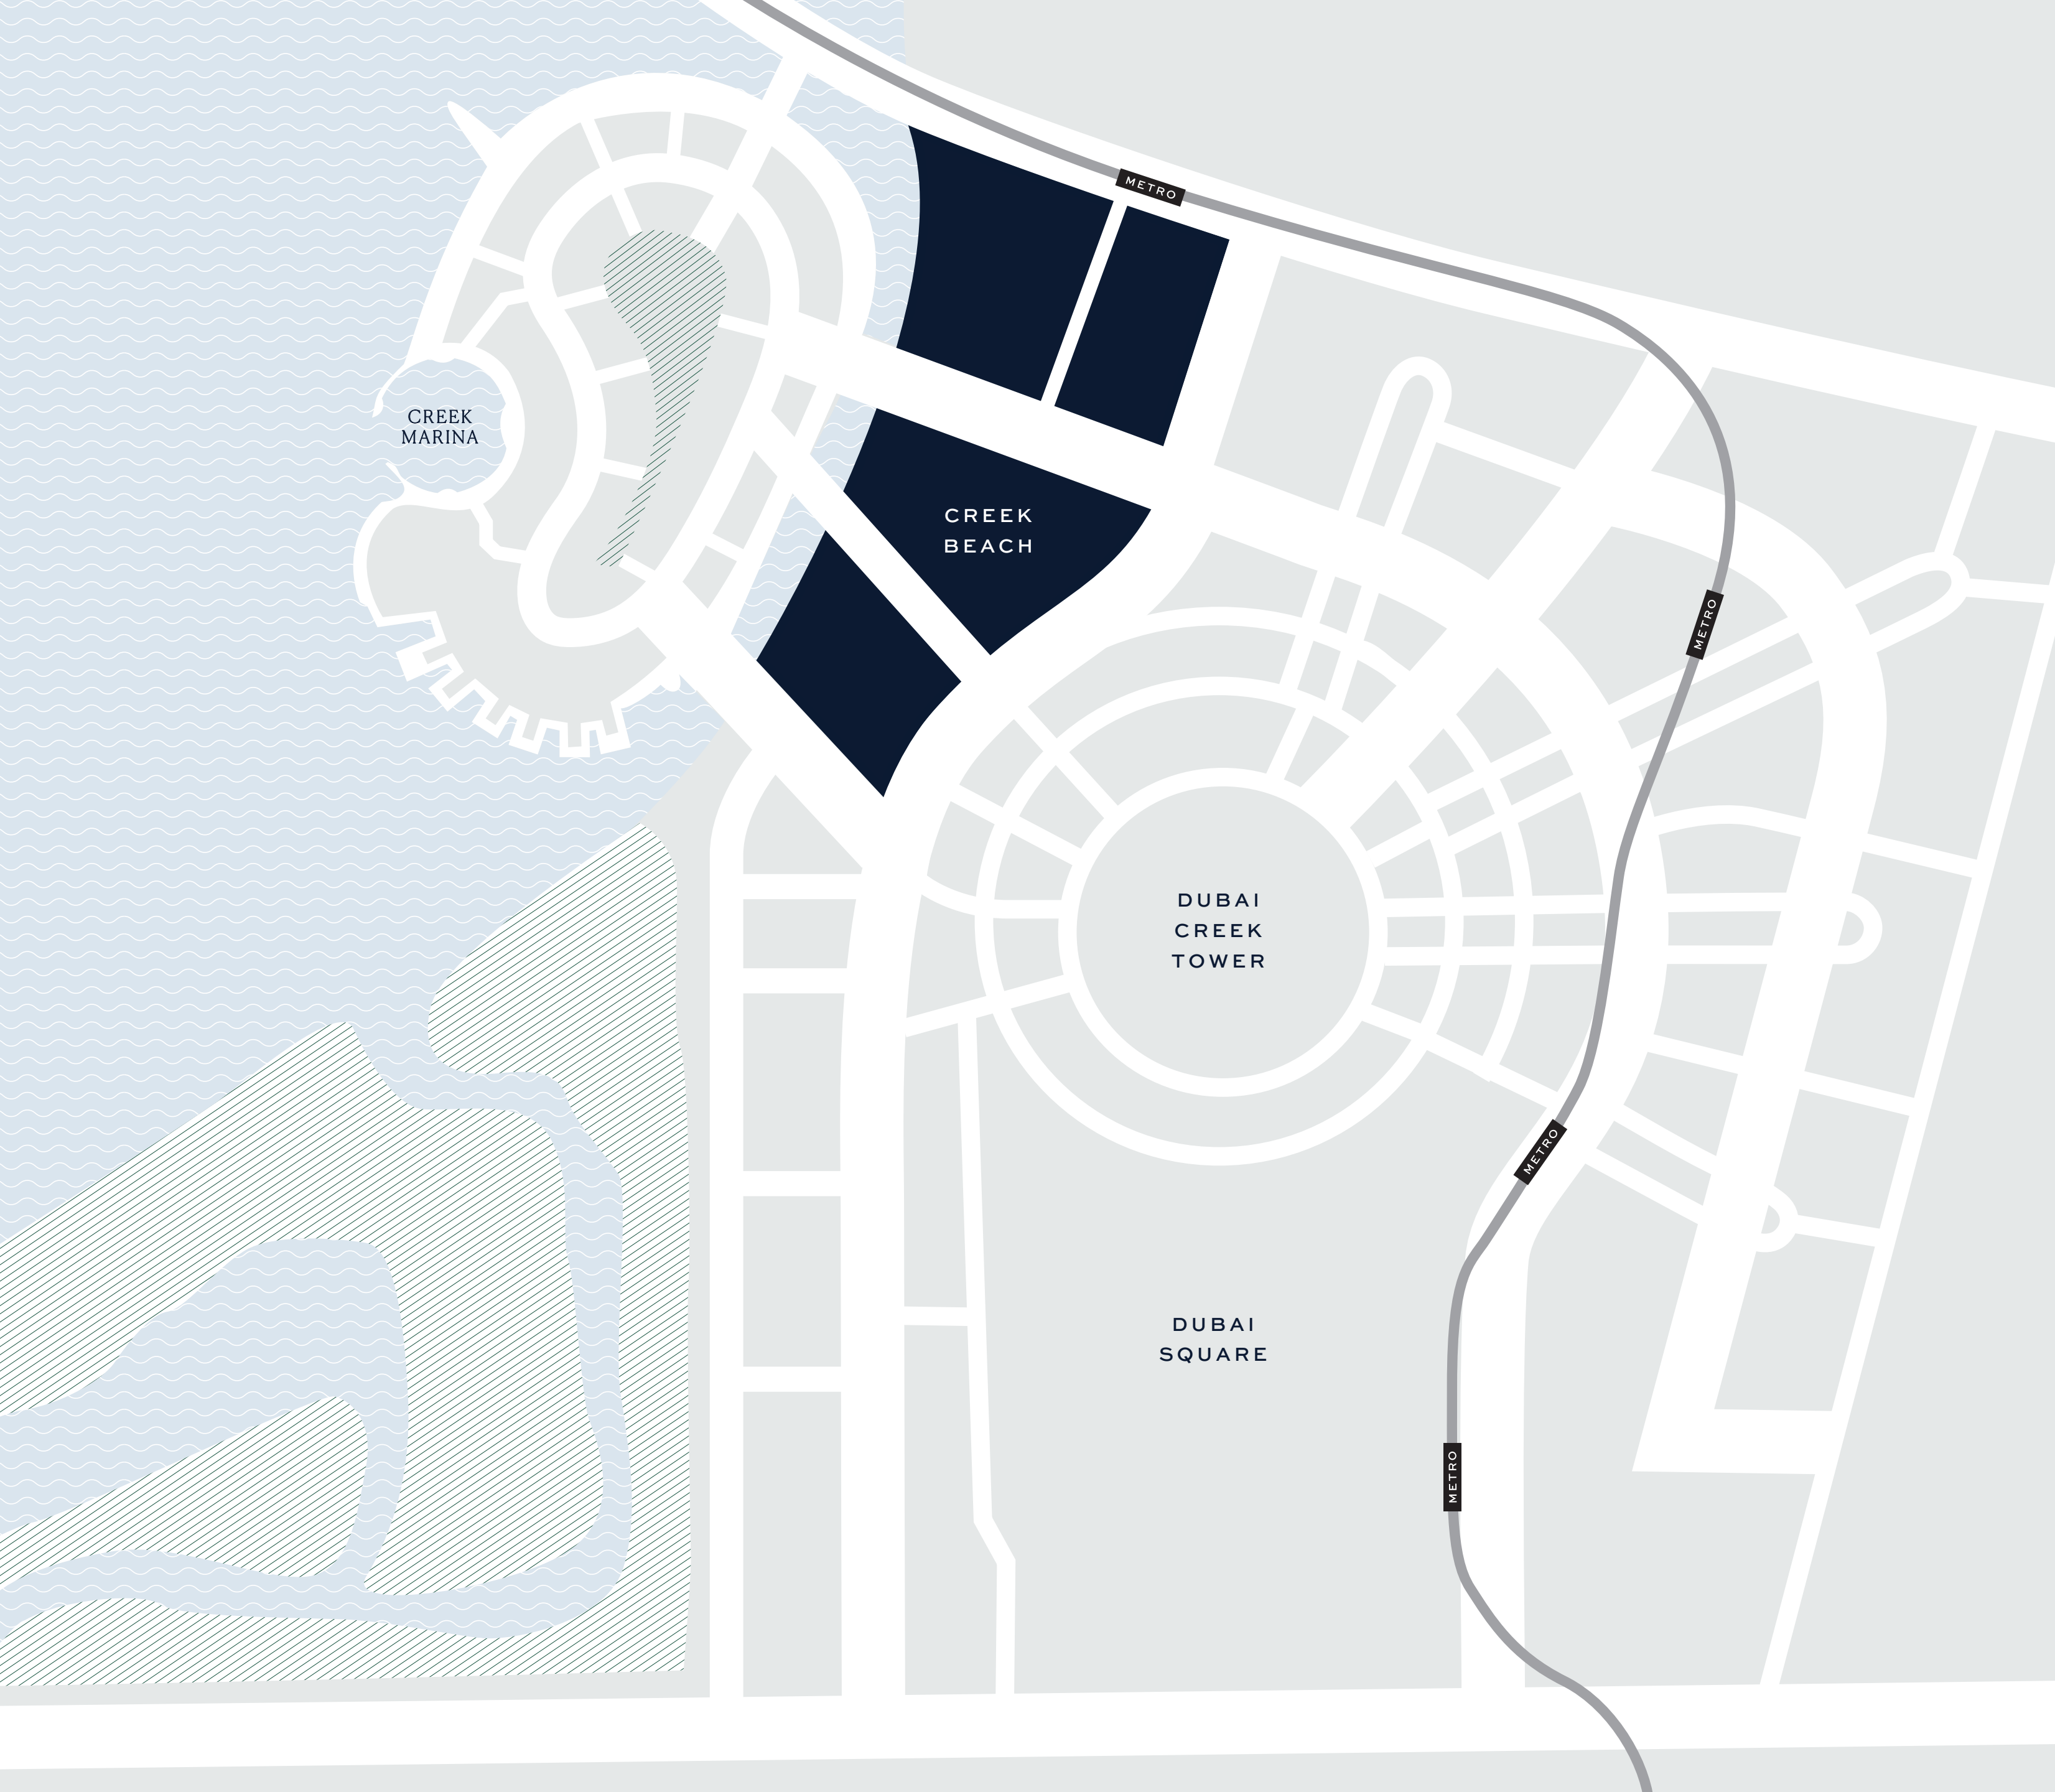 METRO
CREEK
MARINA
CREEK
BEACH
METRO
DUBAI
CREEK
TOWER
METRO
DUBAI
SQUARE
METRO